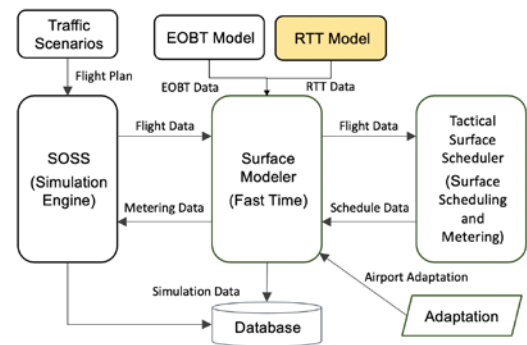 Traffic
Scenarios
EOBT Model
RTT Model
Flight Plan
EOBT Data
RTT Data
SOSS
(Simulation
Engine)
Flight Data
Metering Data
Surface
Modeler
(Fast Time)
Flight Data
Schedule Data
Tactical
Surface
Scheduler
(Surface
Scheduling
and
Metering)
Simulation Data
Airport Adaptation
Database
Adaptation